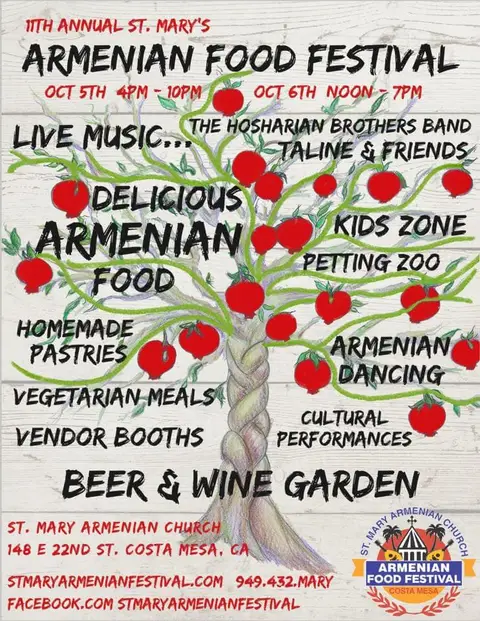 11TH ANNUAL ST. MARY'S
ARMENIAN FOOD FESTIVAL
OCT 5TH 4PM - 10PM OCT 6TH NOON - 7PM
LIVE MUSIC... THE HOSHARIAN BROTHERS BAND
TALINE & FRIENDS
DELICIOUS
ARMENIAN
FOOD
KIDS ZONE
PETTING ZOO
HOMEMADE
PASTRIES
ARMENIAN
DANCING
VEGETARIAN MEALS
VENDOR BOOTHS
CULTURAL
PERFORMANCES
BEER & WINE GARDEN
ST. MARY ARMENIAN CHURCH
148 E 22ND ST. COSTA MESA, CA
STMARYARMENIANFESTIVAL.COM 949.432.MARY
FACEBOOK.COM STMARYARMENIANFESTIVAL
ST. MARY ARMENIAN CHURCH
ARMENIAN
FOOD FESTIVAL
COSTA MESA